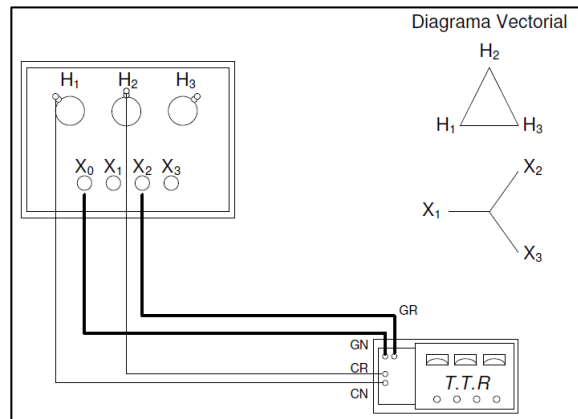 Diagrama Vectorial
H₂
H₁ H₃
X₂
X₁
X₃
H₁ H₂ H₃
X₀ X₁ X₂ X₃
GR
GN
CR
CN
T.T.R